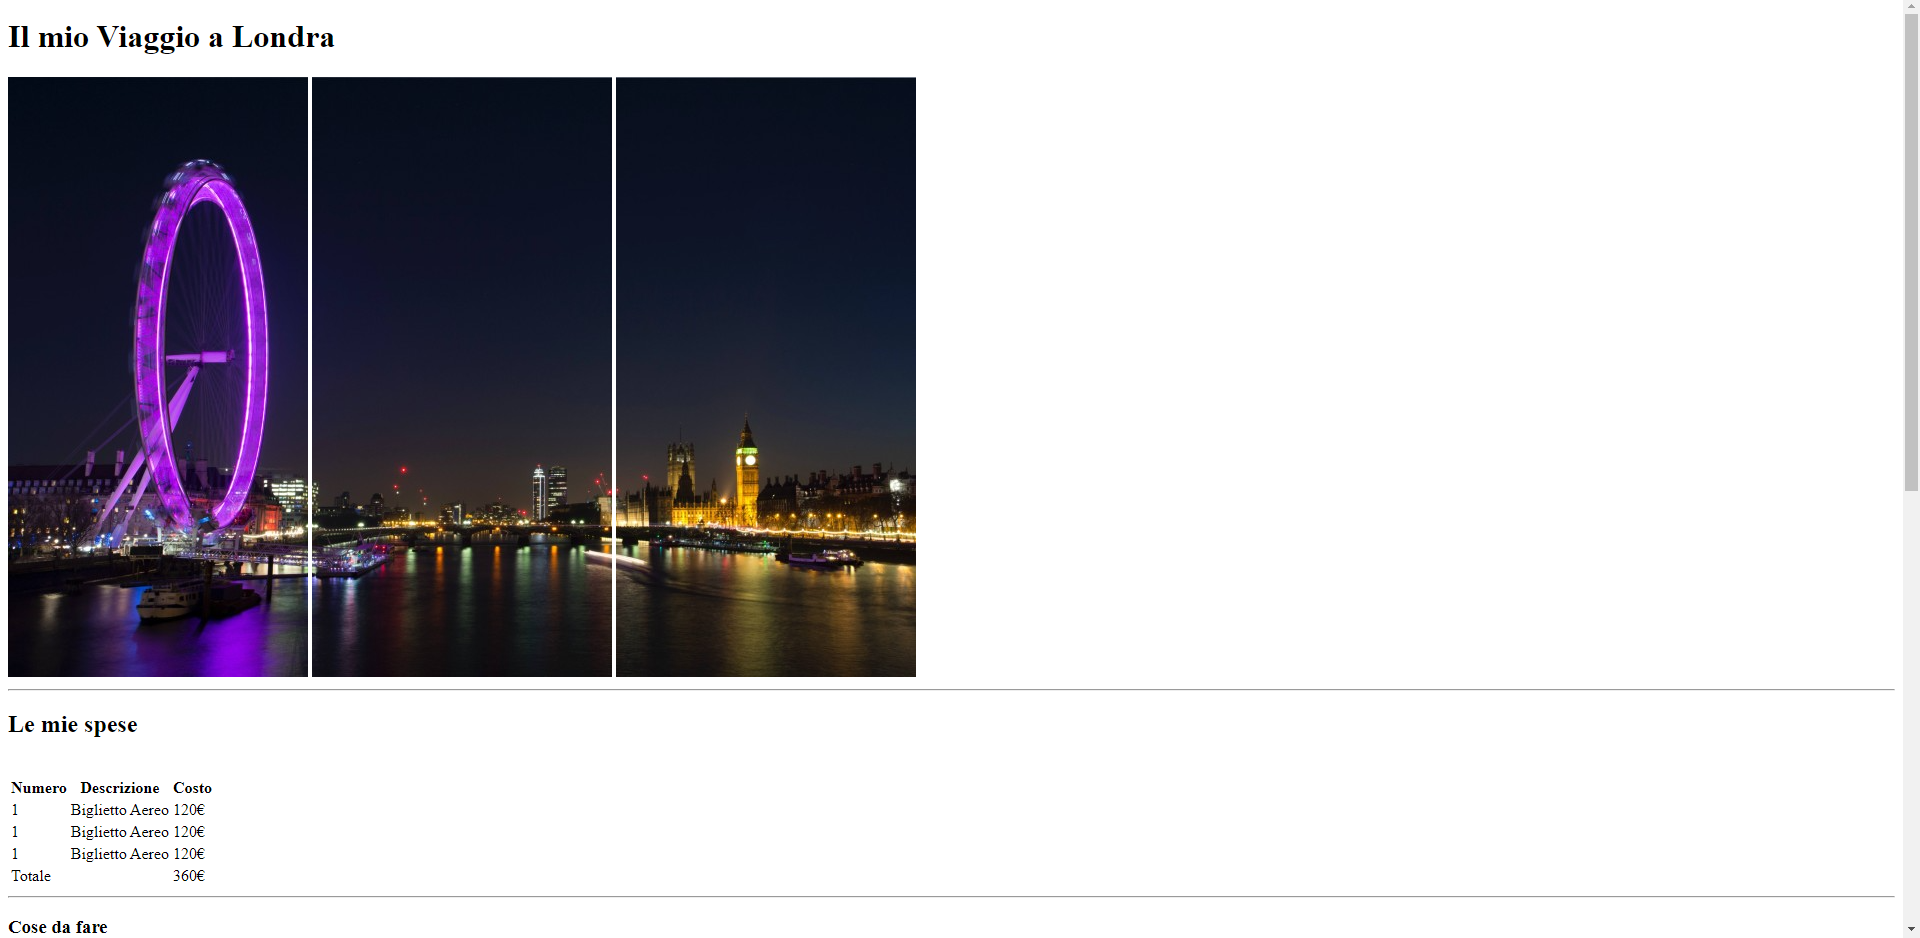 Il mio Viaggio a Londra
Le mie spese
Numero Descrizione Costo
1 Biglietto Aereo 120€
1 Biglietto Aereo 120€
1 Biglietto Aereo 120€
Totale 360€
Cose da fare